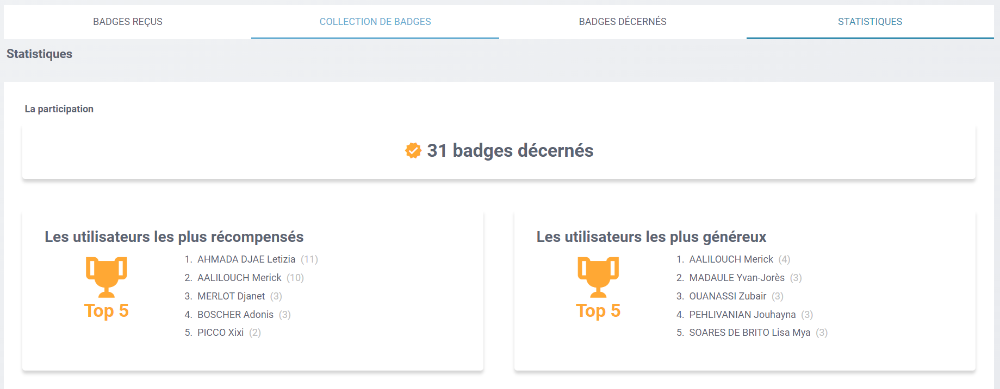 BADGES REÇUS COLLECTION DE BADGES BADGES DÉCERNÉS STATISTIQUES
Statistiques
La participation
31 badges décernés
Les utilisateurs les plus récompensés
Top 5
1. AHMADA DJAE Letizia (11)
2. AALILOUCH Merick (10)
3. MERLOT Djanet (3)
4. BOSCHER Adonis (3)
5. PICCO Xixi (2)
Les utilisateurs les plus généreux
Top 5
1. AALILOUCH Merick (4)
2. MADAULE Yvan-Jorès (3)
3. OUANASSI Zubair (3)
4. PEHLIVANIAN Jouhayna (3)
5. SOARES DE BRITO Lisa Mya (3)